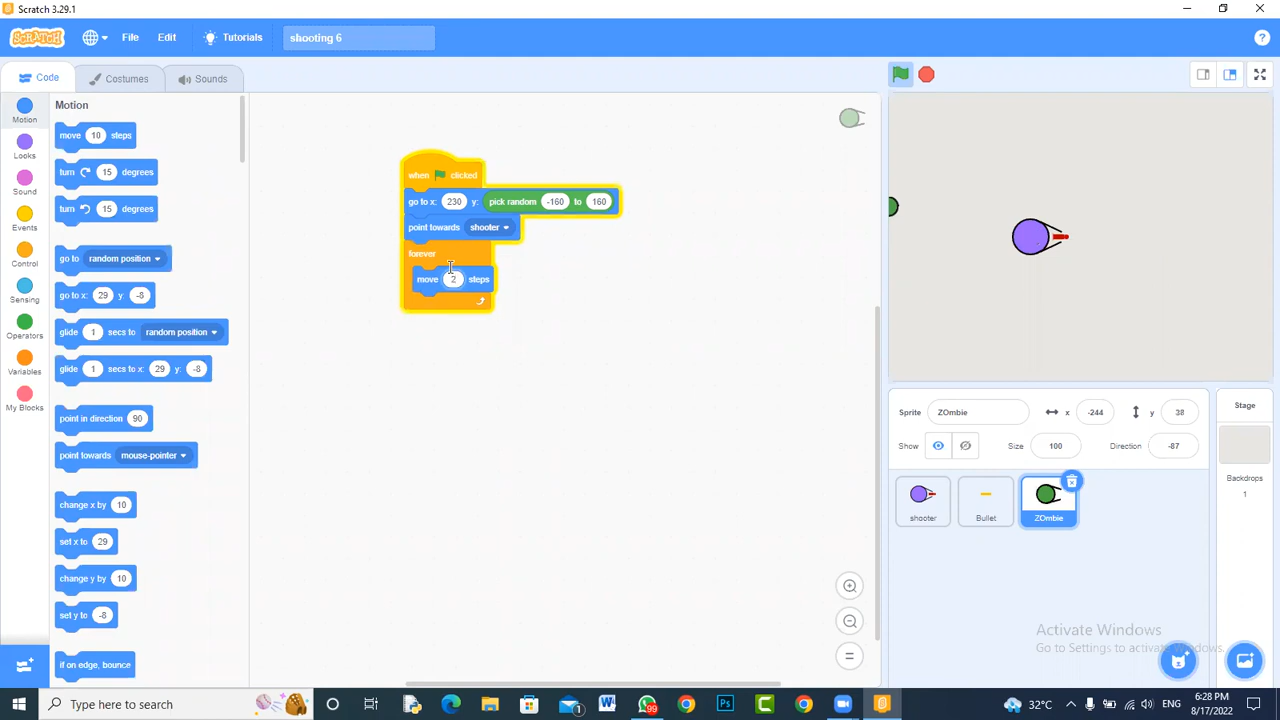 Scratch 3.29.1
SCRATCH File Edit Tutorials shooting 6 ?
Code Costumes Sounds
Motion
Looks
Sound
Events
Control
Sensing
Operators
Variables
My Blocks
Motion
move 10 steps
turn 15 degrees
turn 15 degrees
go to random position
go to x: 29 y: -8
glide 1 secs to random position
glide 1 secs to x: 29 y: -8
point in direction 90
point towards mouse-pointer
change x by 10
set x to 29
change y by 10
set y to -8
if on edge, bounce
when clicked
go to x: 230 y: pick random -160 to 160
point towards shooter
forever
move 2 steps
Sprite ZOmbie x -244 y 38
Show Size 100 Direction -87
shooter
Bullet
ZOmbie
Stage
Backdrops
1
Activate Windows
Go to Settings to activate Windows.
Type here to search
99
1
32°C
6:28 PM
8/17/2022